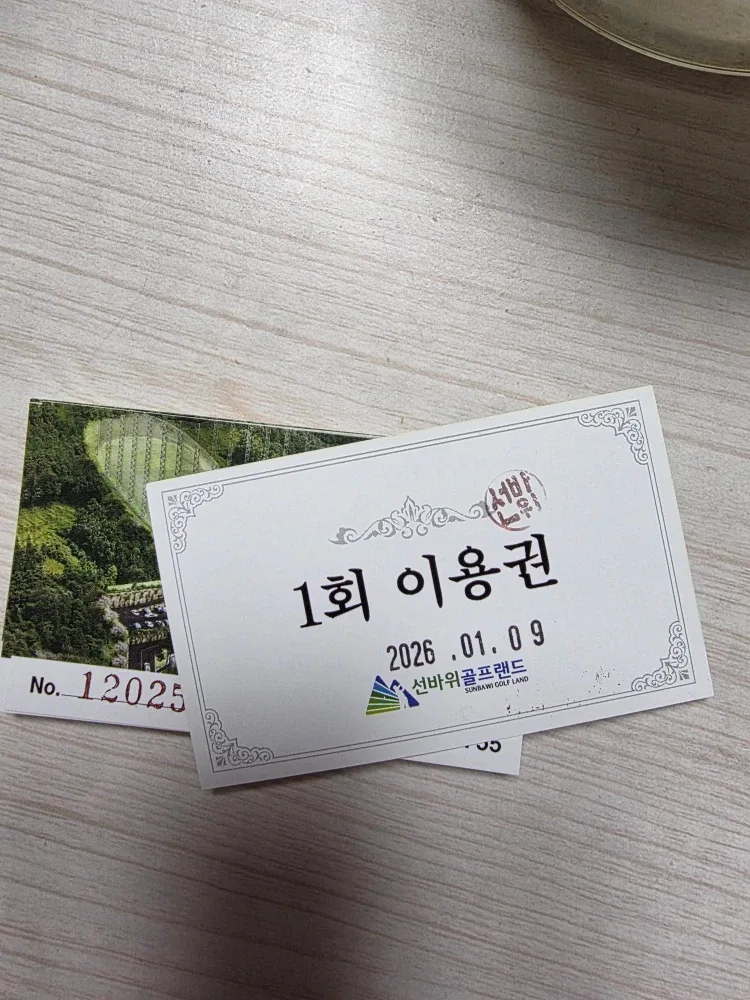 선바위
1회 이용권
2026 .01.09
선바위골프랜드
SUNBAWI GOLF LAND
No. 12025
55